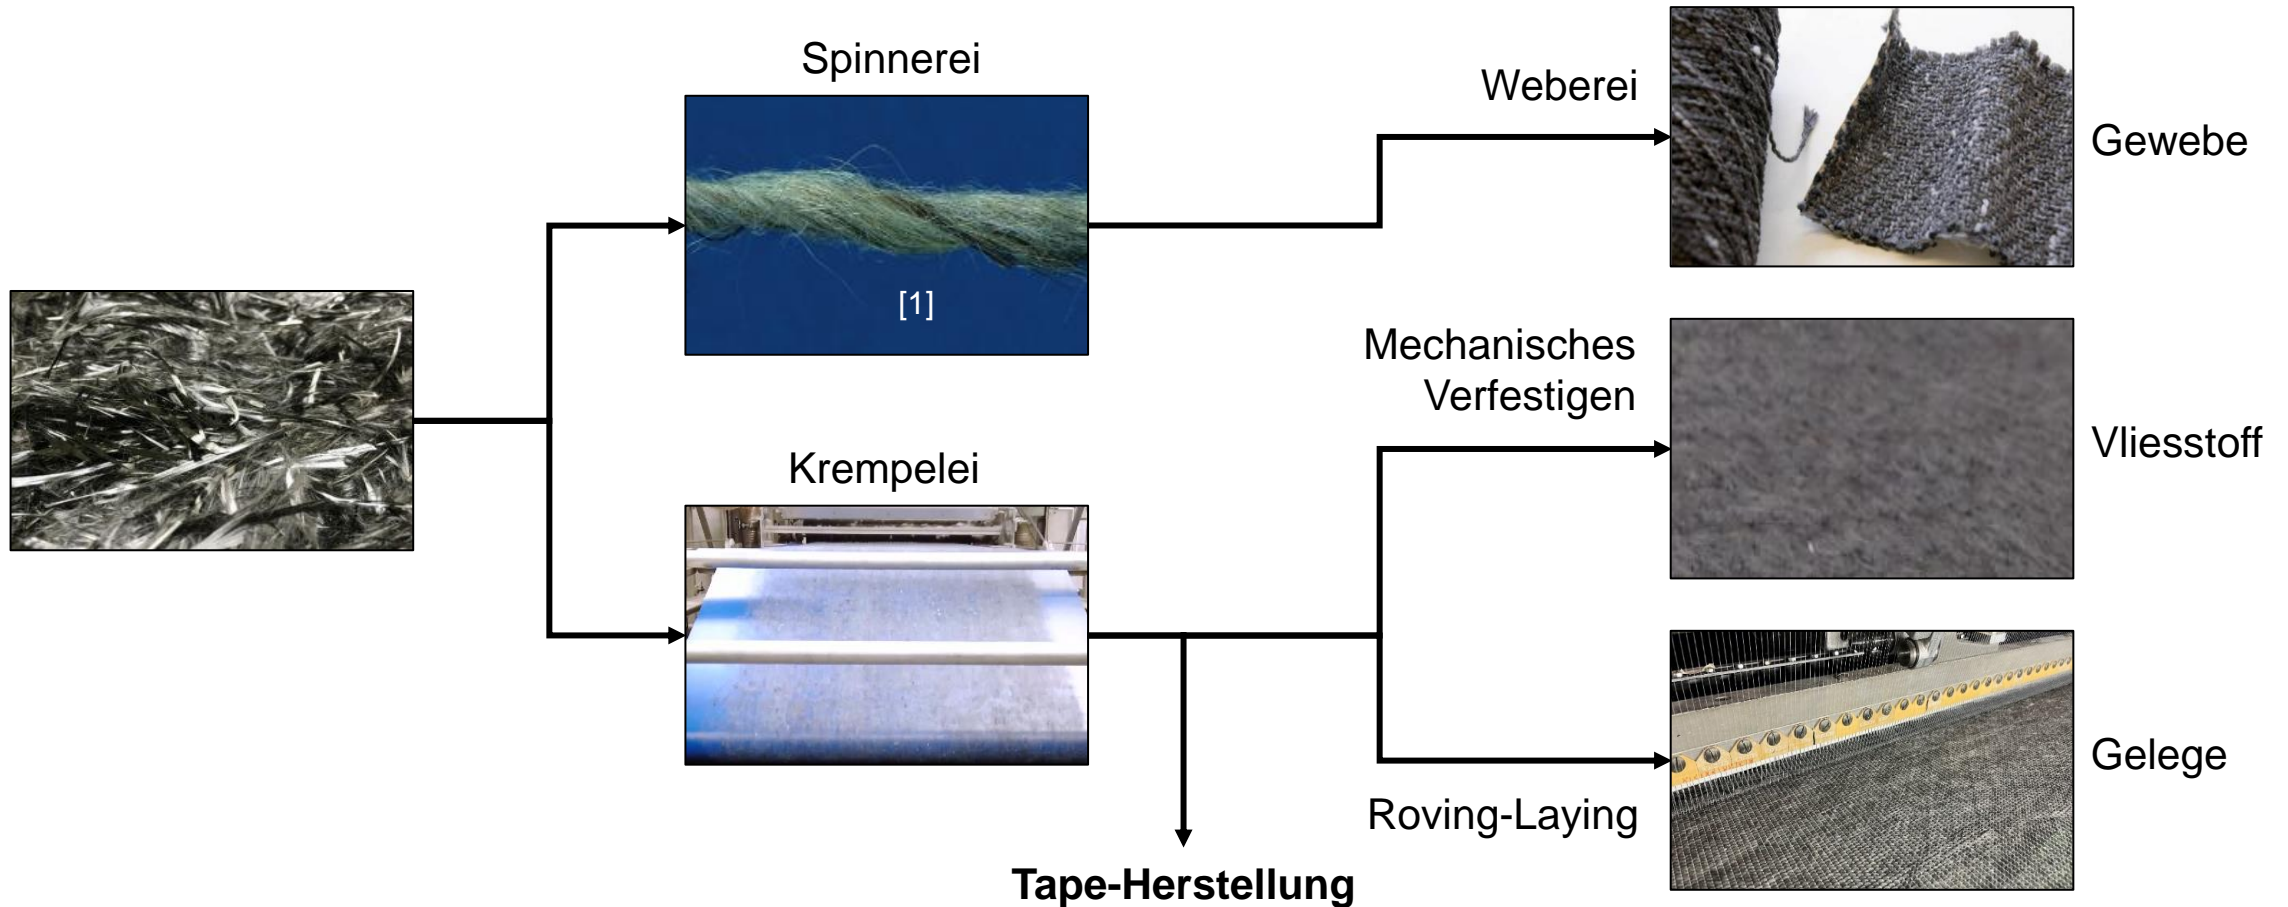 Spinnerei
[1]
Weberei
Gewebe
Mechanisches
Verfestigen
Vliesstoff
Krempelei
Roving-Laying
Gelege
Tape-Herstellung